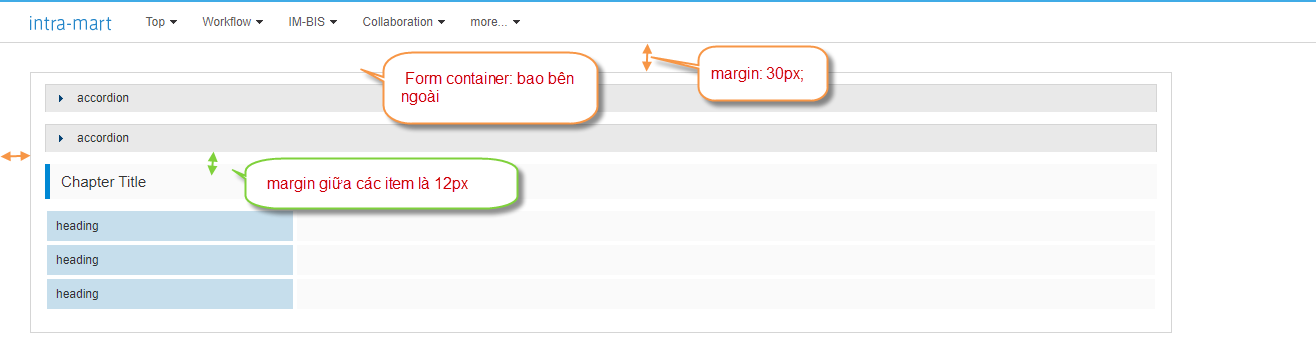 intra-mart Top Workflow IM-BIS Collaboration more...
Form container: bao bên
ngoài
margin: 30px;
accordion
accordion
Chapter Title
margin giữa các item là 12px
heading
heading
heading